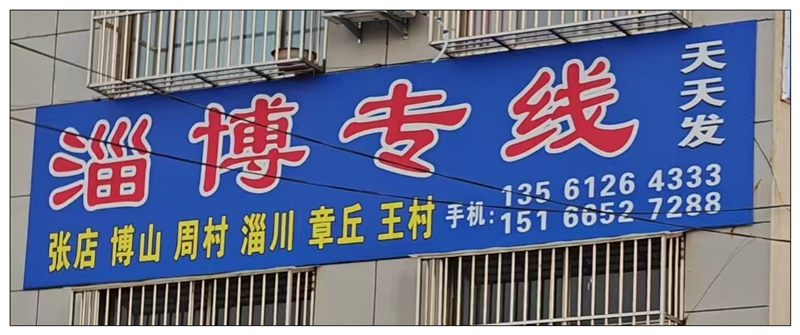 淄博专线
天天发
张店 博山 周村 淄川 章丘 王村
手机:
135 6126 4333
151 6652 7288